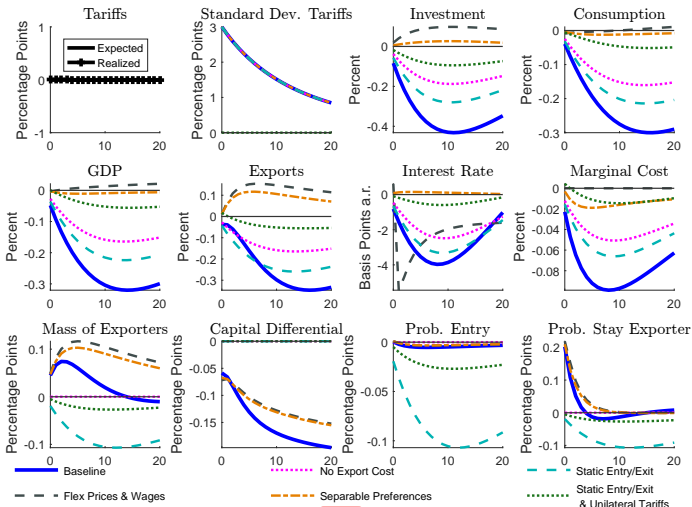 Tariffs
Standard Dev. Tariffs
Investment
Consumption
Percentage Points
1
0
-1
0
10
20
Expected
Realized
Percentage Points
3
2
1
0
0
10
20
Percent
0
-0.2
-0.4
0
10
20
Percent
0
-0.1
-0.2
-0.3
0
10
20
GDP
Exports
Interest Rate
Marginal Cost
Percent
0
-0.1
-0.2
-0.3
0
10
20
Percent
0.1
0
-0.1
-0.2
-0.3
0
10
20
Basis Points a.r.
0
-2
-4
0
10
20
Percent
0
-0.02
-0.04
-0.06
-0.08
0
10
20
Mass of Exporters
Capital Differential
Prob. Entry
Prob. Stay Exporter
Percentage Points
0.1
0
-0.1
0
10
20
Percentage Points
0
-0.05
-0.1
-0.15
0
10
20
Percentage Points
0
-0.05
-0.1
0
10
20
Percentage Points
0.2
0.1
0
-0.1
0
10
20
Baseline
No Export Cost
Static Entry/Exit
Flex Prices & Wages
Separable Preferences
Static Entry/Exit
& Unilateral Tariffs